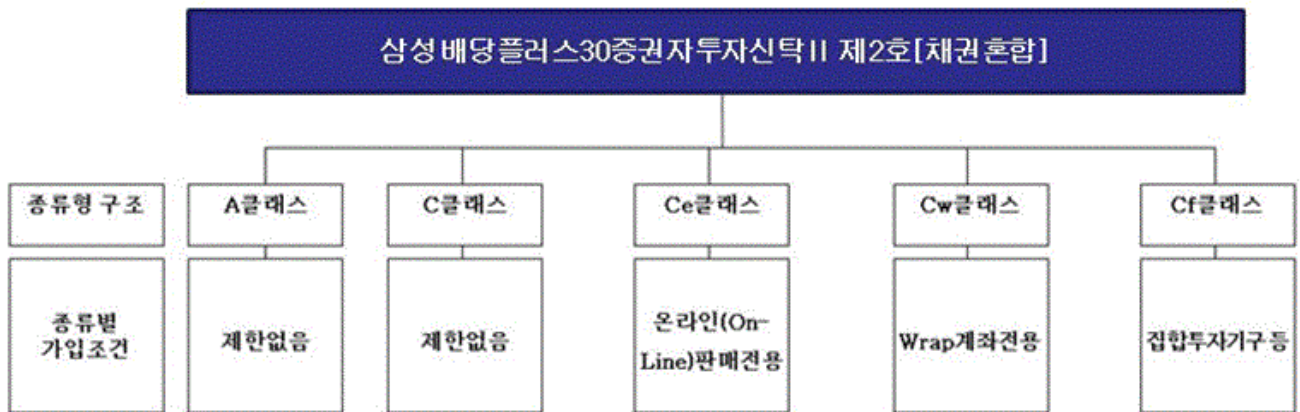 삼성배당플러스30증권자투자신탁II 제2호[채권혼합]
종류형 구조
A클래스
C클래스
Ce클래스
Cw클래스
Cf클래스
종류별
가입조건
제한없음
제한없음
온라인(On-
Line)판매전용
Wrap계좌전용
집합투자기구 등